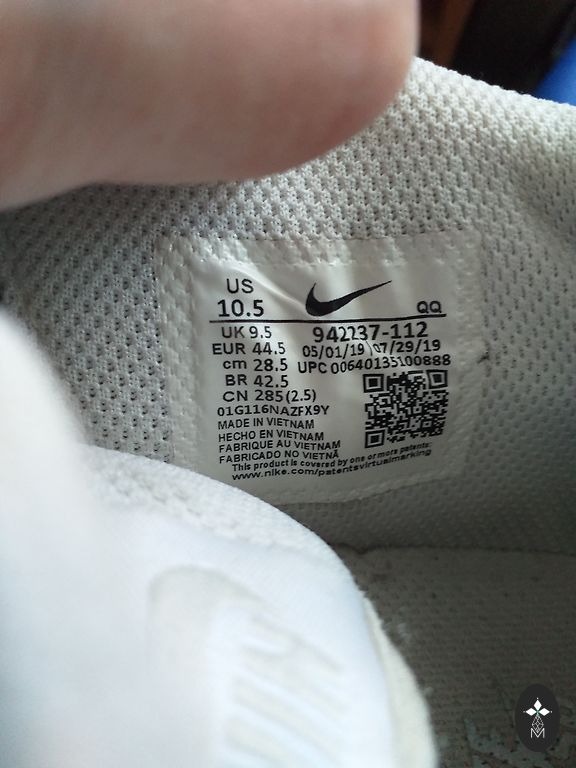 US
10.5
QQ
UK 9.5
942237-112
EUR 44.5
05/01/19 07/29/19
cm 28.5
UPC 00640135100888
BR 42.5
CN 285(2.5)
01G116NAZFX9Y
MADE IN VIETNAM
HECHO EN VIETNAM
FABRIQUE AU VIETNAM
FABRICADO NO VIETNÃ
This product is covered by one or more patents:
www.nike.com/patentsvirtualmarking
M